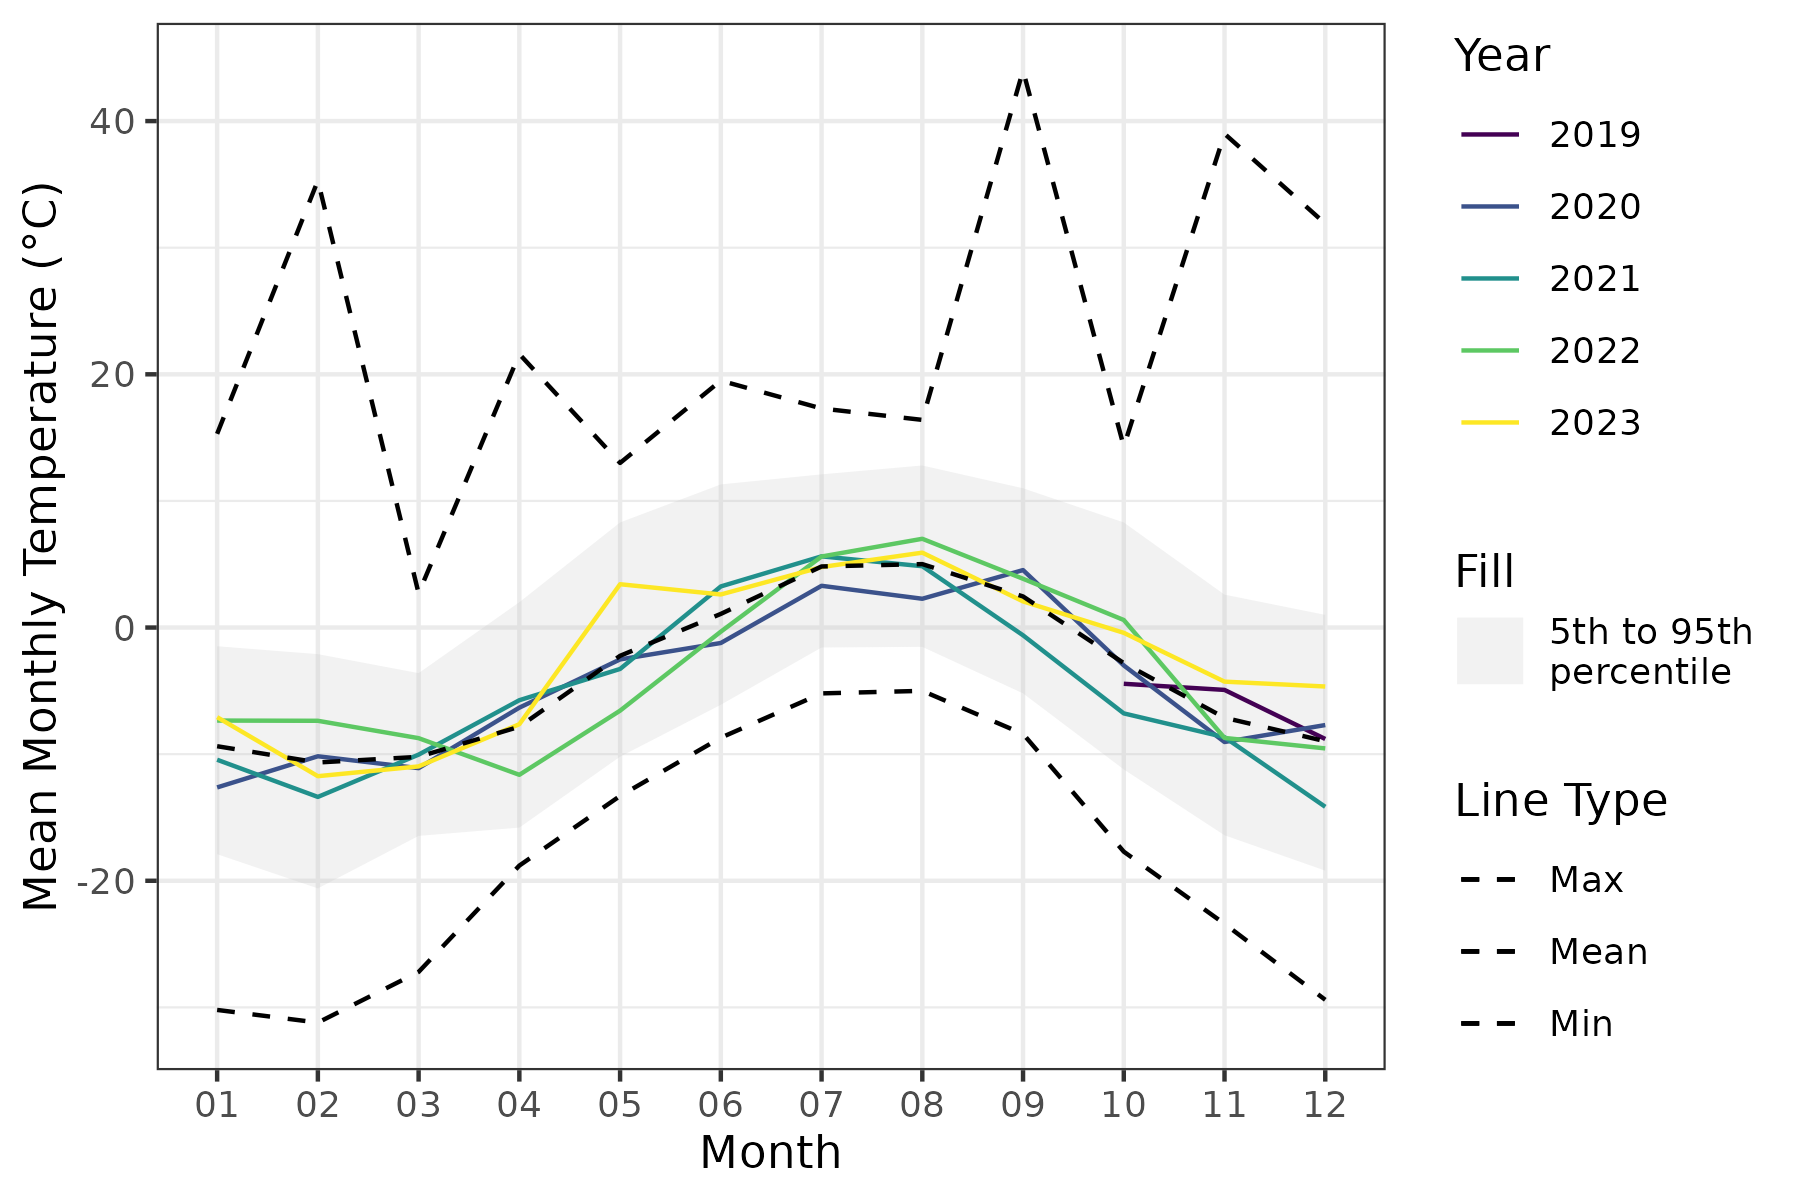 Mean Monthly Temperature (°C)
40
20
0
-20
01 02 03 04 05 06 07 08 09 10 11 12
Month
Year
2019
2020
2021
2022
2023
Fill
5th to 95th
percentile
Line Type
Max
Mean
Min